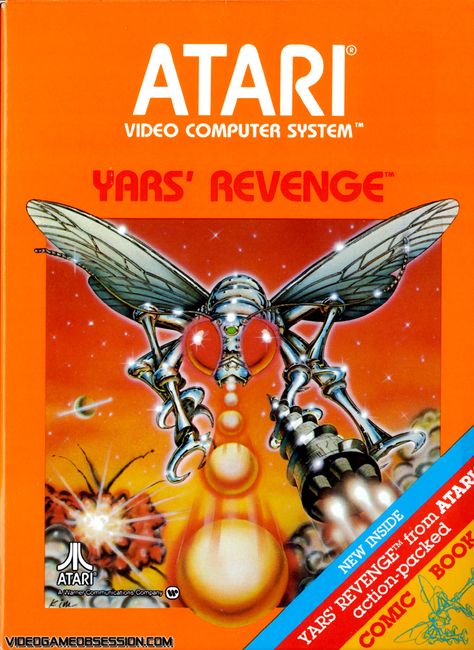 ATARI®
VIDEO COMPUTER SYSTEM™
YARS' REVENGE™
NEW INSIDE
YARS' REVENGE™ from ATARI
action-packed
COMIC BOOK
ATARI
A Warner Communications Company
Kim
VIDEOGAMEOBSESSION.COM